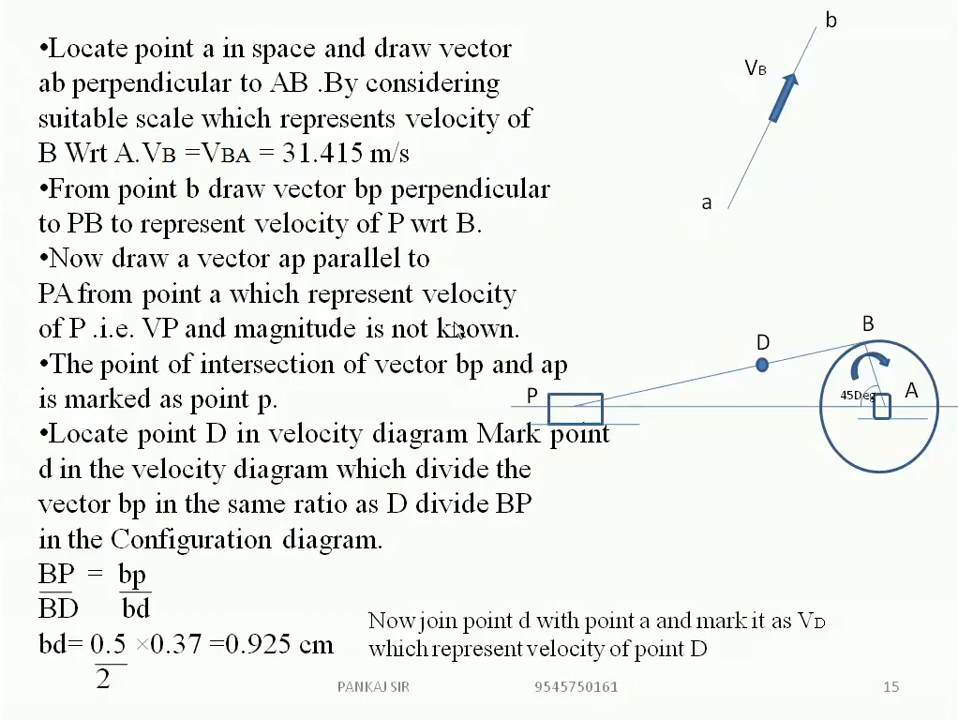 •Locate point a in space and draw vector
ab perpendicular to AB .By considering
suitable scale which represents velocity of
B Wrt A.VB =VBA = 31.415 m/s
•From point b draw vector bp perpendicular
to PB to represent velocity of P wrt B.
•Now draw a vector ap parallel to
PA from point a which represent velocity
of P .i.e. VP and magnitude is not known.
•The point of intersection of vector bp and ap
is marked as point p.
•Locate point D in velocity diagram Mark point
d in the velocity diagram which divide the
vector bp in the same ratio as D divide BP
in the Configuration diagram.
BP = bp
BD bd
bd= 0.5 ×0.37 =0.925 cm
2
b
VB
a
B
D
P
45Deg
A
Now join point d with point a and mark it as VD
which represent velocity of point D
PANKAJ SIR 9545750161 15